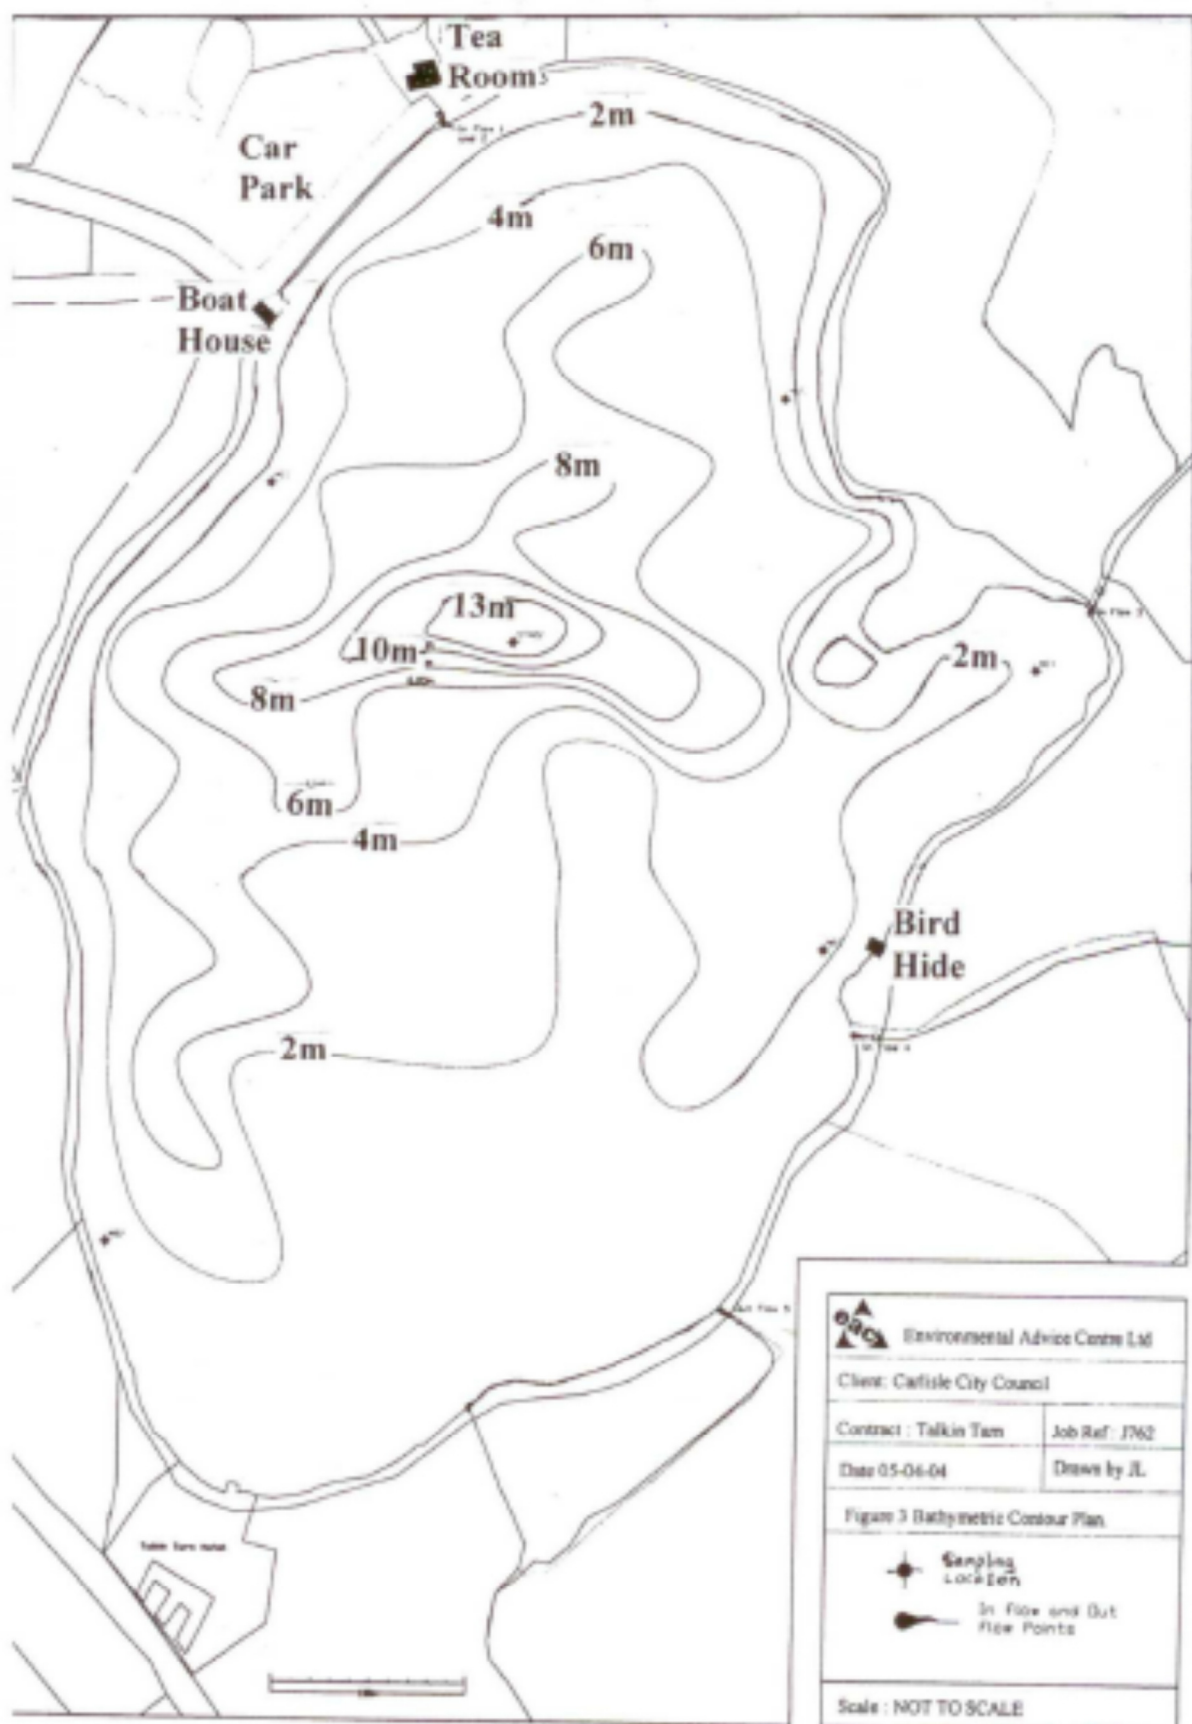 Tea
Room
2m
Car
Park
4m
6m
Boat
House
8m
13m
10m
2m
8m
6m
4m
Bird
Hide
2m
eac
Environmental Advice Centre Ltd
Client: Carlisle City Council
Contract : Talkin Tarn
Job Ref: J762
Date 05-04-04
Drawn by JL
Figure 3 Bathymetric Contour Plan
Sampling
Location
In flow and Out
flow Points
Scale : NOT TO SCALE